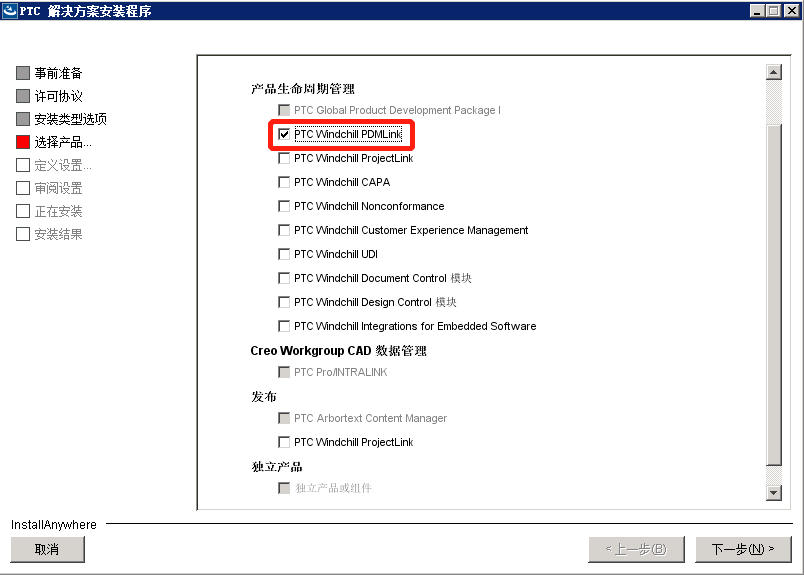 PTC 解决方案安装程序
事前准备
许可协议
安装类型选项
选择产品...
定义设置...
审阅设置
正在安装
安装结果
产品生命周期管理
PTC Global Product Development Package I
PTC Windchill PDMLink
PTC Windchill ProjectLink
PTC Windchill CAPA
PTC Windchill Nonconformance
PTC Windchill Customer Experience Management
PTC Windchill UDI
PTC Windchill Document Control 模块
PTC Windchill Design Control 模块
PTC Windchill Integrations for Embedded Software
Creo Workgroup CAD 数据管理
PTC Pro/INTRALINK
发布
PTC Arbortext Content Manager
PTC Windchill ProjectLink
独立产品
独立产品或组件
InstallAnywhere
取消
< 上一步(B)
下一步(N) >